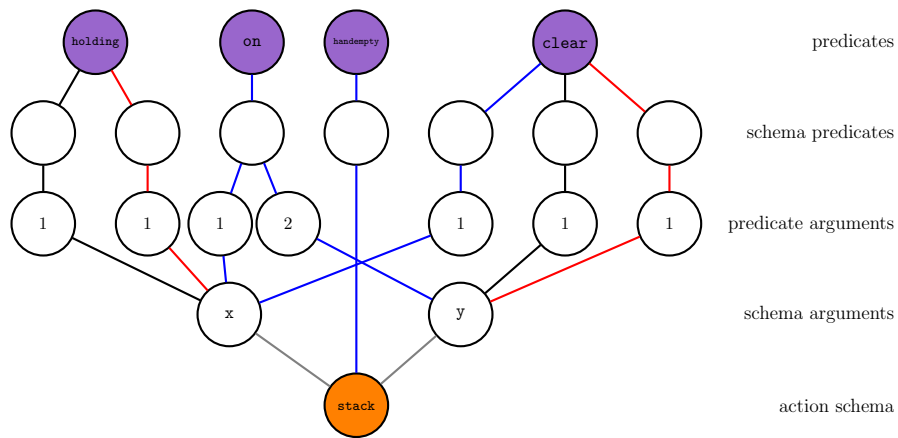 holding on handempty clear predicates
schema predicates
1 1 1 2 1 1 1 predicate arguments
x y schema arguments
stack action schema